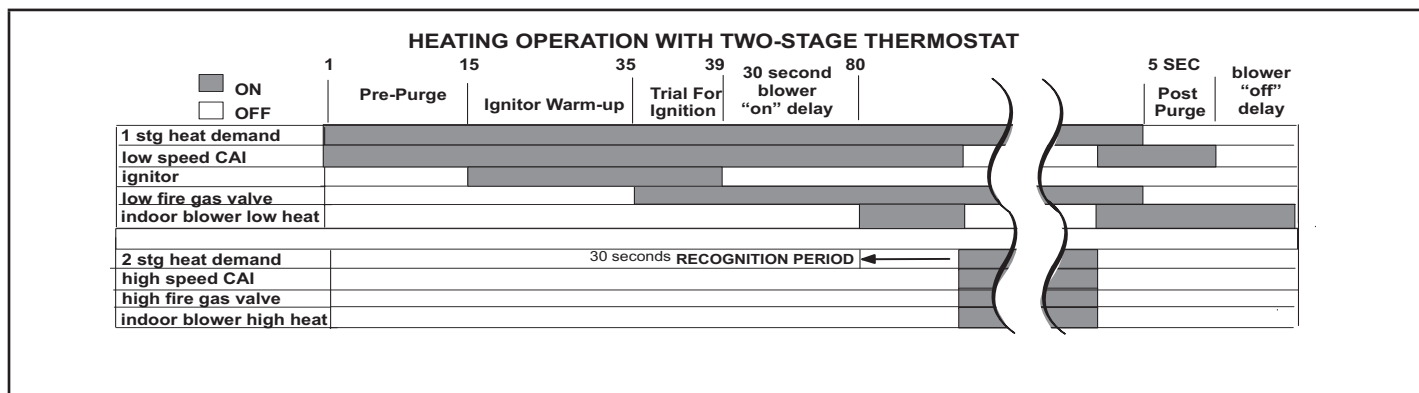 HEATING OPERATION WITH TWO-STAGE THERMOSTAT
1 15 35 39 80 5 SEC
ON
OFF
Pre-Purge
Ignitor Warm-up
Trial For
Ignition
30 second
blower
“on” delay
Post
Purge
blower
“off”
delay
1 stg heat demand
low speed CAI
ignitor
low fire gas valve
indoor blower low heat
2 stg heat demand
30 seconds RECOGNITION PERIOD
high speed CAI
high fire gas valve
indoor blower high heat